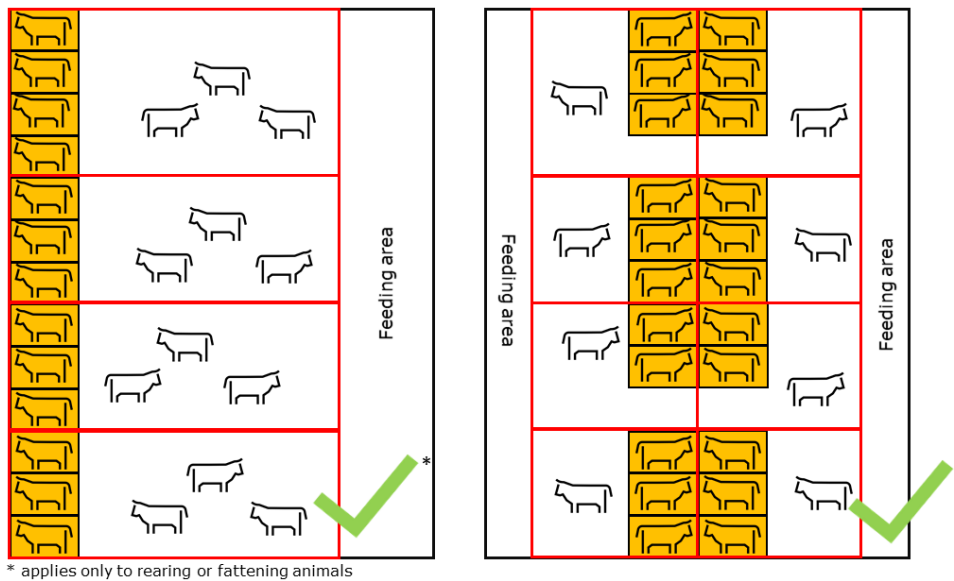 Feeding area
*
Feeding area
Feeding area
* applies only to rearing or fattening animals